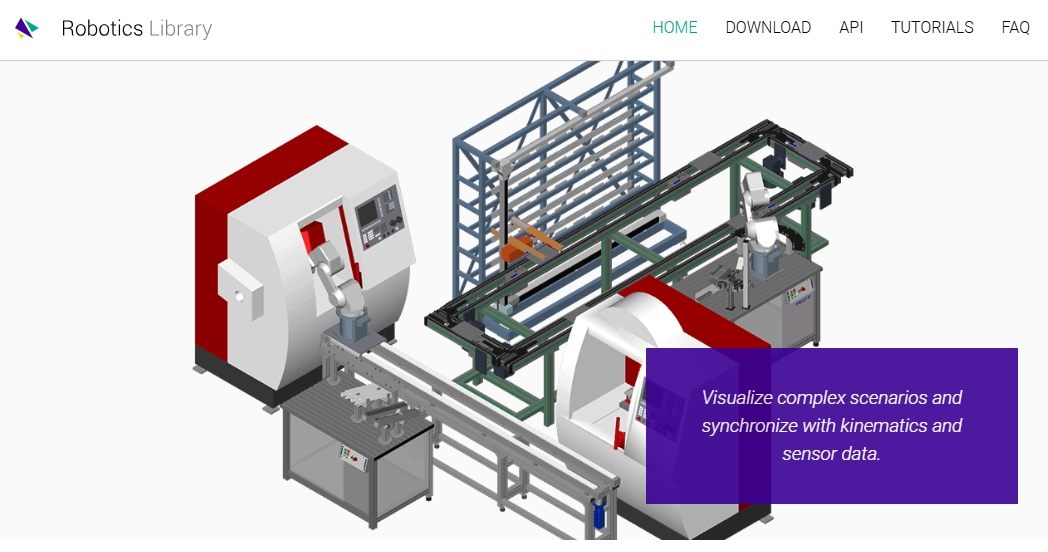 Robotics Library
HOME
DOWNLOAD
API
TUTORIALS
FAQ
Visualize complex scenarios and
synchronize with kinematics and
sensor data.